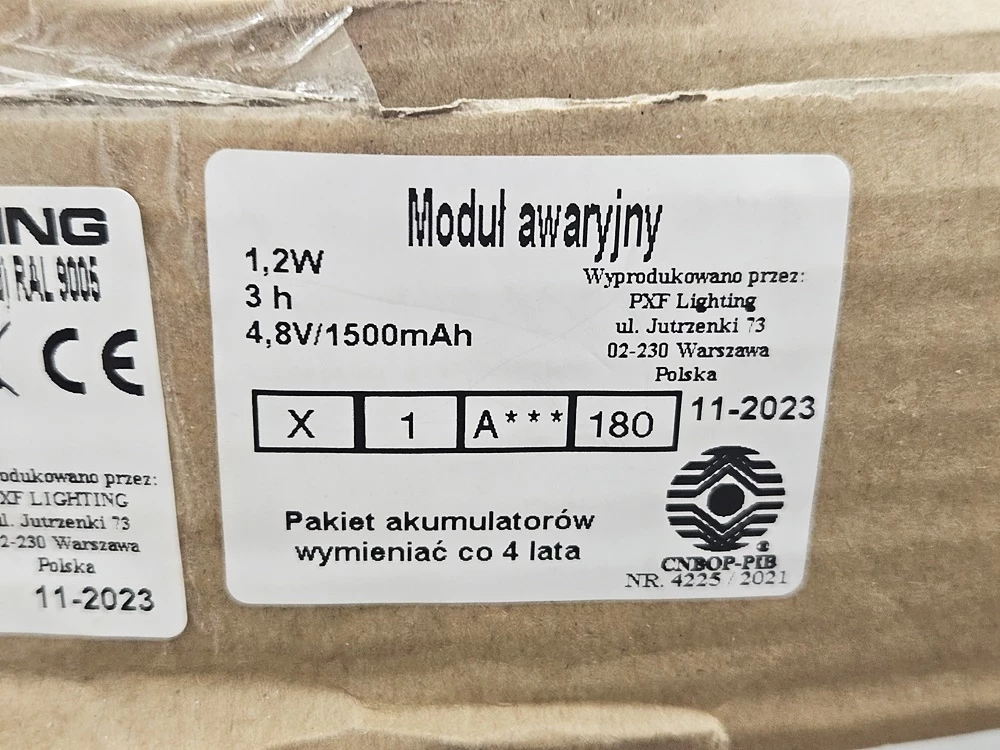 Moduł awaryjny
1,2W
3 h
4,8V/1500mAh
Wyprodukowano przez:
PXF Lighting
ul. Jutrzenki 73
02-230 Warszawa
Polska
X 1 A*** 180
11-2023
Pakiet akumulatorów
wymieniać co 4 lata
CNBOP-PIB
NR. 4225 / 2021
ING
RAL 9005
CE
odukowano przez:
XF LIGHTING
l. Jutrzenki 73
2-230 Warszawa
Polska
11-2023